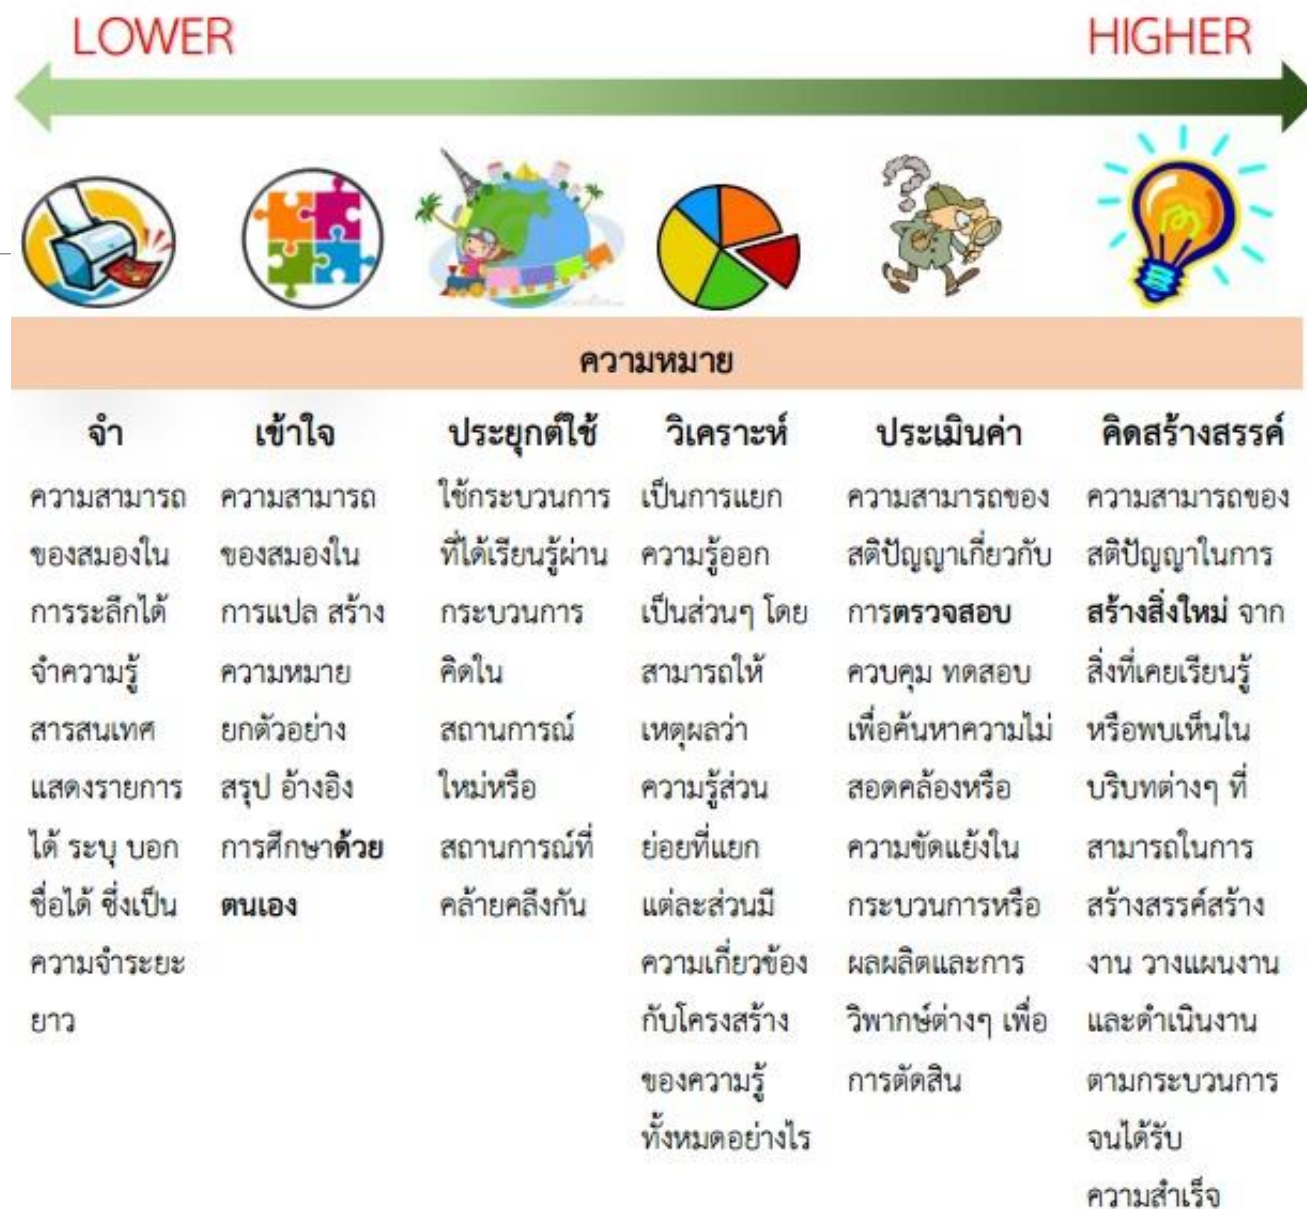 LOWER
HIGHER
ความหมาย
จำ
ความสามารถ
ของสมองใน
การระลึกได้
จำความรู้
สารสนเทศ
แสดงรายการ
ได้ ระบุ บอก
ชื่อได้ ซึ่งเป็น
ความจำระยะ
ยาว
เข้าใจ
ความสามารถ
ของสมองใน
การแปล สร้าง
ความหมาย
ยกตัวอย่าง
สรุป อ้างอิง
การศึกษาด้วย
ตนเอง
ประยุกต์ใช้
ใช้กระบวนการ
ที่ได้เรียนรู้ผ่าน
กระบวนการ
คิดใน
สถานการณ์
ใหม่หรือ
สถานการณ์ที่
คล้ายคลึงกัน
วิเคราะห์
เป็นการแยก
ความรู้ออก
เป็นส่วนๆ โดย
สามารถให้
เหตุผลว่า
ความรู้ส่วน
ย่อยที่แยก
แต่ละส่วนมี
ความเกี่ยวข้อง
กับโครงสร้าง
ของความรู้
ทั้งหมดอย่างไร
ประเมินค่า
ความสามารถของ
สติปัญญาเกี่ยวกับ
การตรวจสอบ
ควบคุม ทดสอบ
เพื่อค้นหาความไม่
สอดคล้องหรือ
ความขัดแย้งใน
กระบวนการหรือ
ผลผลิตและการ
วิพากษ์ต่างๆ เพื่อ
การตัดสิน
คิดสร้างสรรค์
ความสามารถของ
สติปัญญาในการ
สร้างสิ่งใหม่ จาก
สิ่งที่เคยเรียนรู้
หรือพบเห็นใน
บริบทต่างๆ ที่
สามารถในการ
สร้างสรรค์สร้าง
งาน วางแผนงาน
และดำเนินงาน
ตามกระบวนการ
จนได้รับ
ความสำเร็จ